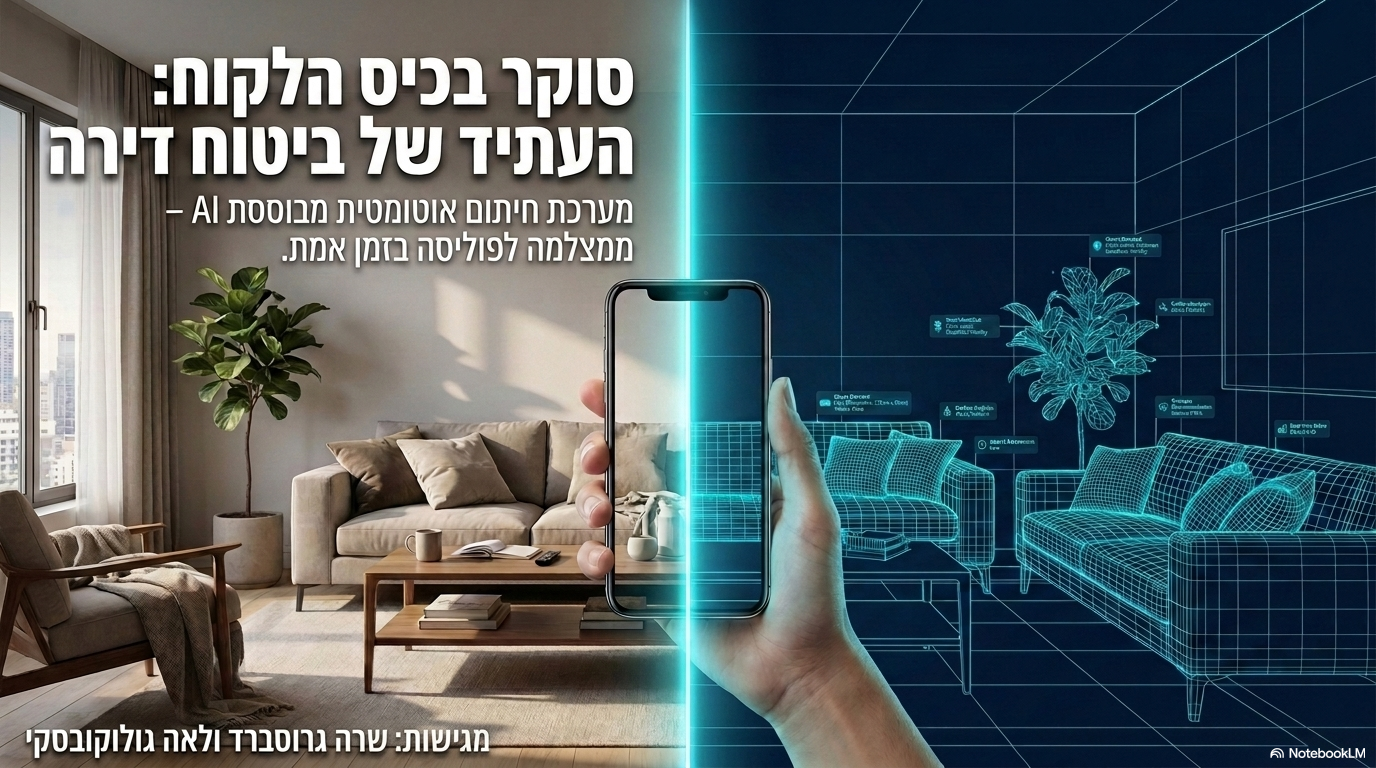 סוקר בכיס הלקוח:
העתיד של ביטוח דירה
מערכת חיתום אוטומטית מבוססת AI –
ממצלמה לפוליסה בזמן אמת.
מגישות: שרה גרוסברד ולאה גולוקובסקי
NotebookLM